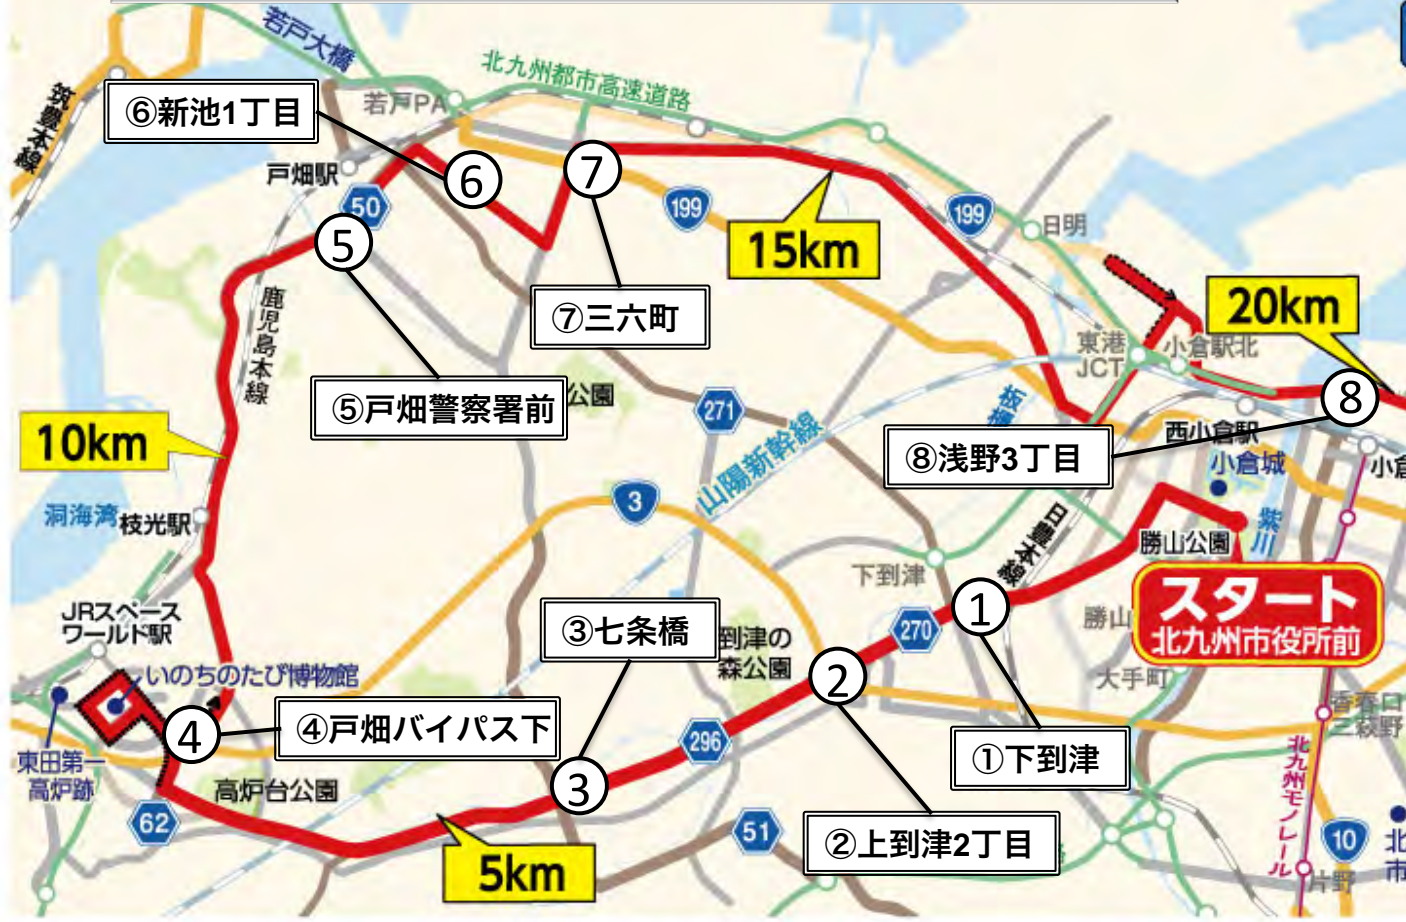 若戸大橋
北九州都市高速道路
筑豊本線
⑥新池1丁目
若戸PA
戸畑駅
⑥
⑦
50
199
199
⑤
日明
15km
20km
⑦三六町
鹿児島本線
東港
JCT
小倉駅北
⑤戸畑警察署前
公園
271
⑧
10km
山陽新幹線
⑧浅野3丁目
西小倉駅
小倉城
3
洞海湾
枝光駅
日豊本線
紫川
勝山公園
下到津
スタート
北九州市役所前
①
JRスペース
ワールド駅
③七条橋
到津の
森公園
270
勝山
いのちのたび博物館
②
大手町
④
④戸畑バイパス下
296
①下到津
香春口
三萩野
東田第一
高炉跡
高炉台公園
③
北九州モノレール
62
51
②上到津2丁目
10
5km
片野